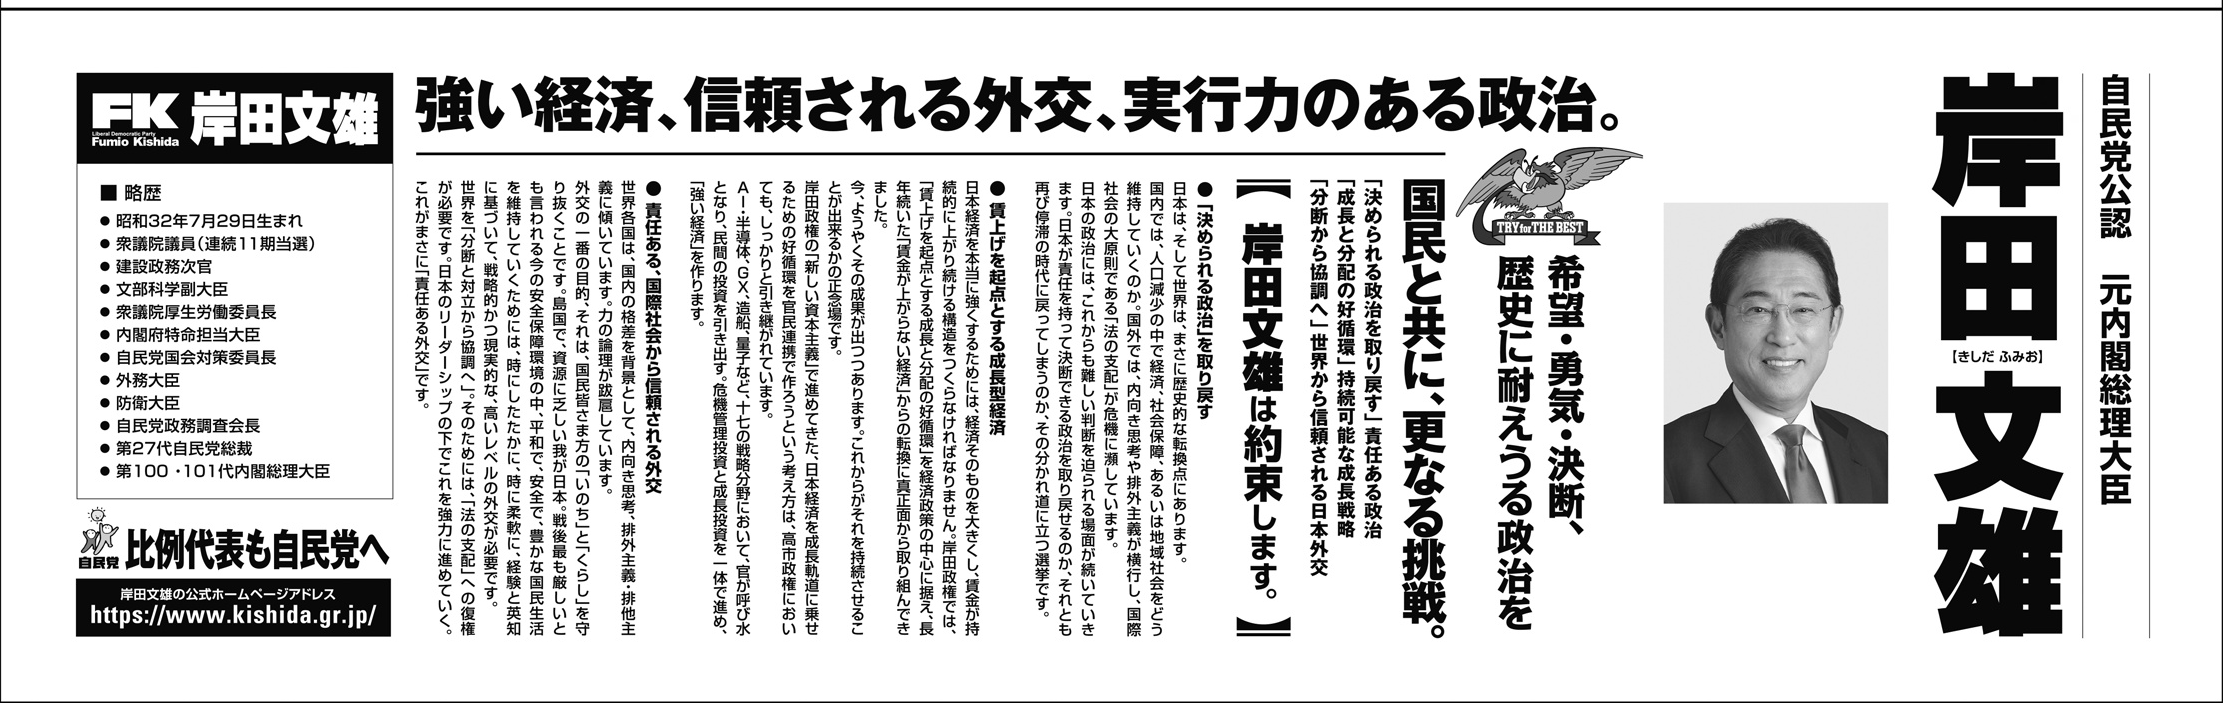 自民党公認　元内閣総理大臣
岸田文雄
【きしだ ふみお】
強い経済、信頼される外交、実行力のある政治。
TRY for THE BEST
希望・勇気・決断、
歴史に耐えうる政治を
国民と共に、更なる挑戦。
「決められる政治を取り戻す」責任ある政治
「成長と分配の好循環」持続可能な成長戦略
「分断から協調へ」世界から信頼される日本外交
【岸田文雄は約束します。】
●「決められる政治」を取り戻す
日本は、そして世界は、まさに歴史的な転換点にあります。
国内では、人口減少の中で経済、社会保障、あるいは地域社会をどう
維持していくのか。国外では、内向き思考や排外主義が横行し、国際
社会の大原則である「法の支配」が危機に瀕しています。
日本の政治には、これからも難しい判断を迫られる場面が続いていき
ます。日本が責任を持って決断できる政治を取り戻せるのか、それとも
再び停滞の時代に戻ってしまうのか、その分かれ道に立つ選挙です。
● 賃上げを起点とする成長型経済
日本経済を本当に強くするためには、経済そのものを大きくし、賃金が持
続的に上がり続ける構造をつくらなければなりません。岸田政権では、
「賃上げを起点とする成長と分配の好循環」を経済政策の中心に据え、長
年続いた「賃金が上がらない経済」からの転換に真正面から取り組んでき
ました。
今、ようやくその成果が出つつあります。これからがそれを持続させるこ
とが出来るかの正念場です。
岸田政権の「新しい資本主義」で進めてきた、日本経済を成長軌道に乗せ
るための好循環を官民連携で作ろうという考え方は、高市政権におい
ても、しっかりと引き継がれています。
AI・半導体、GX、造船、量子など、十七の戦略分野において、官が呼び水
となり、民間の投資を引き出す。危機管理投資と成長投資を一体で進め、
「強い経済」を作ります。
● 責任ある、国際社会から信頼される外交
世界各国は、国内の格差を背景として、内向き思考、排外主義・排他主
義に傾いています。力の論理が跋扈しています。
外交の一番の目的、それは、国民皆さま方の「いのち」と「くらし」を守
り抜くことです。島国で、資源に乏しい我が日本。戦後最も厳しいと
も言われる今の安全保障環境の中、平和で、安全で、豊かな国民生活
を維持していくためには、時にしたたかに、時に柔軟に、経験と英知
に基づいて、戦略的かつ現実的な、高いレベルの外交が必要です。
世界を「分断と対立から協調へ」。そのためには、「法の支配」への復権
が必要です。日本のリーダーシップの下でこれを強力に進めていく。
これがまさに「責任ある外交」です。
FK 岸田文雄
Liberal Democratic Party
Fumio Kishida
■ 略歴
● 昭和32年7月29日生まれ
● 衆議院議員（連続11期当選）
● 建設政務次官
● 文部科学副大臣
● 衆議院厚生労働委員長
● 内閣府特命担当大臣
● 自民党国会対策委員長
● 外務大臣
● 防衛大臣
● 自民党政務調査会長
● 第27代自民党総裁
● 第100・101代内閣総理大臣
自民党
比例代表も自民党へ
岸田文雄の公式ホームページアドレス
https://www.kishida.gr.jp/